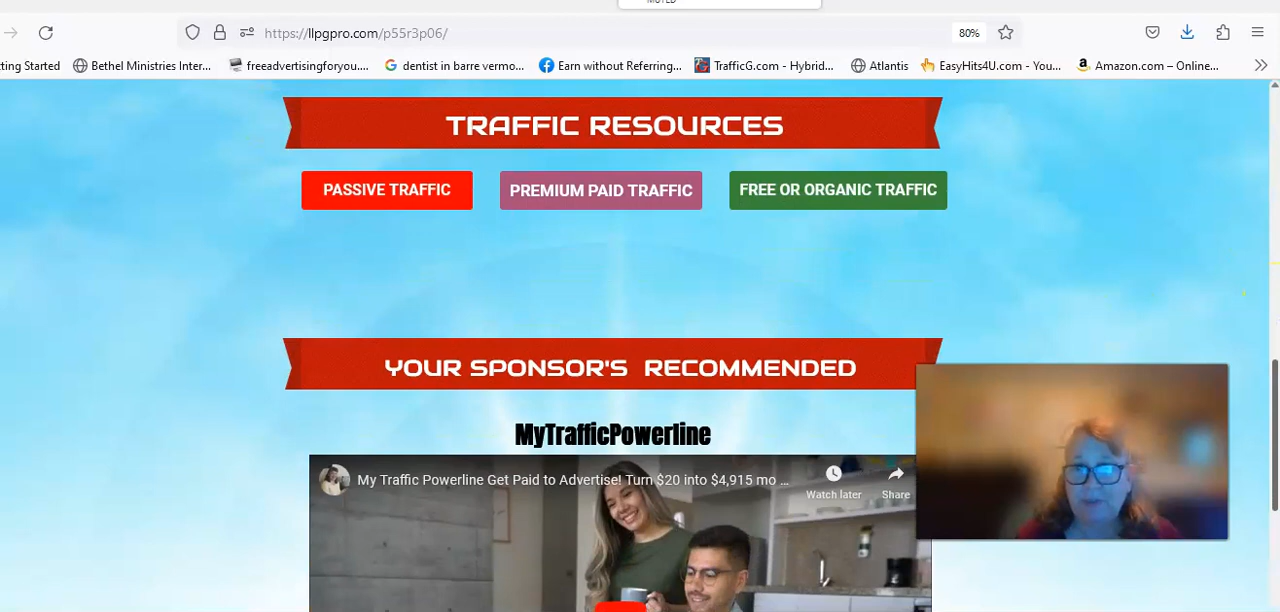 https://llpgpro.com/p55r3p06/
80%
ting Started
Bethel Ministries Inter...
freeadvertisingforyou....
dentist in barre vermo...
Earn without Referring...
TrafficG.com - Hybrid...
Atlantis
EasyHits4U.com - You...
Amazon.com – Online...
TRAFFIC RESOURCES
PASSIVE TRAFFIC
PREMIUM PAID TRAFFIC
FREE OR ORGANIC TRAFFIC
YOUR SPONSOR'S RECOMMENDED
MyTrafficPowerline
My Traffic Powerline Get Paid to Advertise! Turn $20 into $4,915 mo ...
Watch later
Share